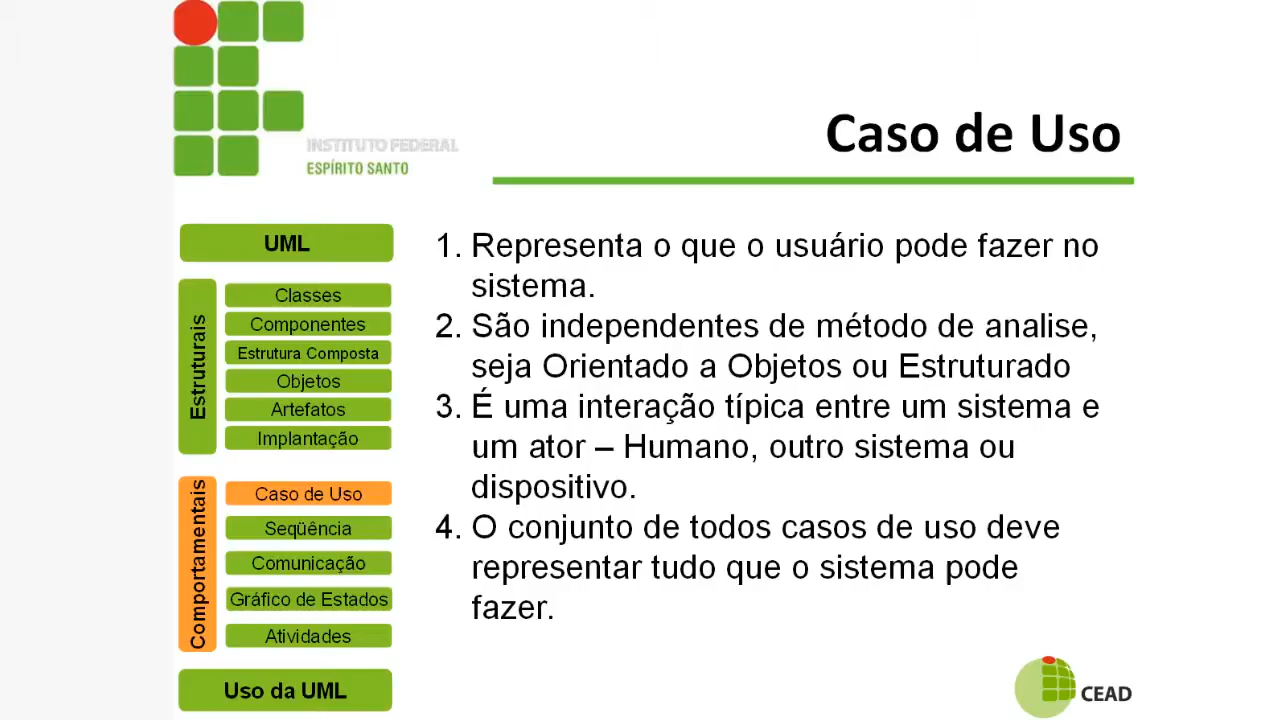 INSTITUTO FEDERAL
ESPÍRITO SANTO
Caso de Uso
UML
Estruturais
Classes
Componentes
Estrutura Composta
Objetos
Artefatos
Implantação
Comportamentais
Caso de Uso
Seqüência
Comunicação
Gráfico de Estados
Atividades
Uso da UML
1. Representa o que o usuário pode fazer no
sistema.
2. São independentes de método de analise,
seja Orientado a Objetos ou Estruturado
3. É uma interação típica entre um sistema e
um ator – Humano, outro sistema ou
dispositivo.
4. O conjunto de todos casos de uso deve
representar tudo que o sistema pode
fazer.
CEAD